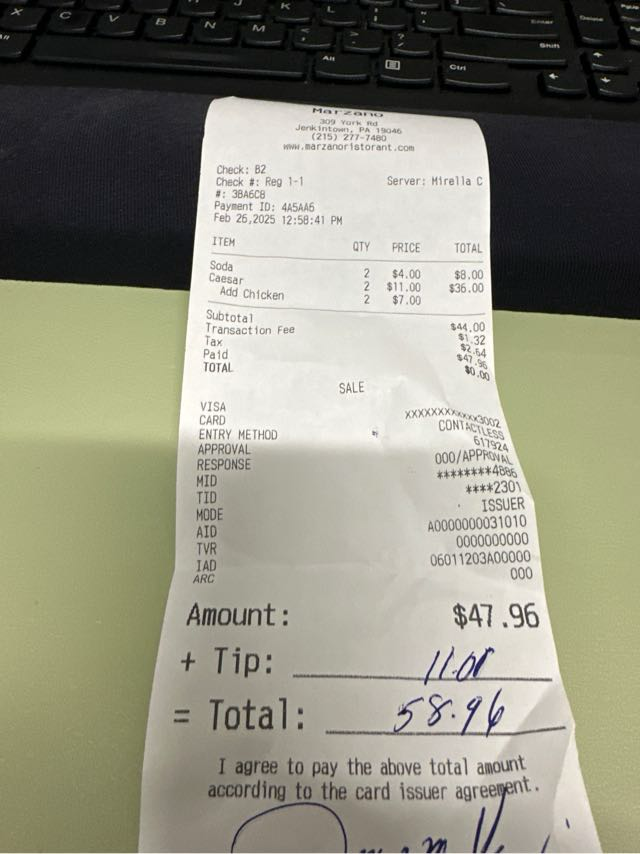 Marzano
309 York Rd
Jenkintown, PA 19046
(215) 277-7480
www.marzanoristorant.com
Check: B2
Check #: Reg 1-1 Server: Mirella C
#: 3BA6C8
Payment ID: 4A5AA6
Feb 26,2025 12:58:41 PM
ITEM QTY PRICE TOTAL
Soda 2 $4.00 $8.00
Caesar 2 $11.00 $36.00
Add Chicken 2 $7.00
Subtotal $44.00
Transaction Fee $1.32
Tax $2.64
Paid $47.96
TOTAL $0.00
SALE
VISA
CARD XXXXXXXXXXXX3002
ENTRY METHOD CONTACTLESS
APPROVAL 617924
RESPONSE 000/APPROVAL
MID ********4886
TID ****2301
MODE ISSUER
AID A0000000031010
TVR 0000000000
IAD 06011203A00000
ARC 000
Amount: $47.96
+ Tip: 11.00
= Total: 58.96
I agree to pay the above total amount
according to the card issuer agreement.